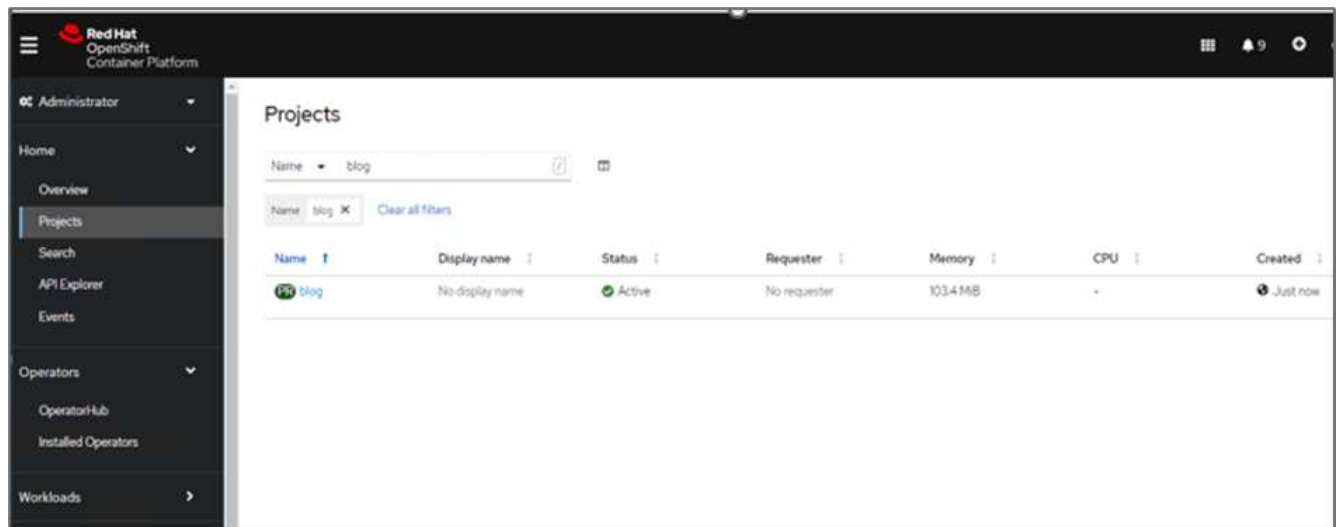 Red Hat
OpenShift
Container Platform
9
Administrator
Home
Overview
Projects
Search
API Explorer
Events
Operators
OperatorHub
Installed Operators
Workloads
Projects
Name blog /
Name blog Clear all filters
Name Display name Status Requester Memory CPU Created
PR blog No display name Active No requester 103.4 MiB - Just now